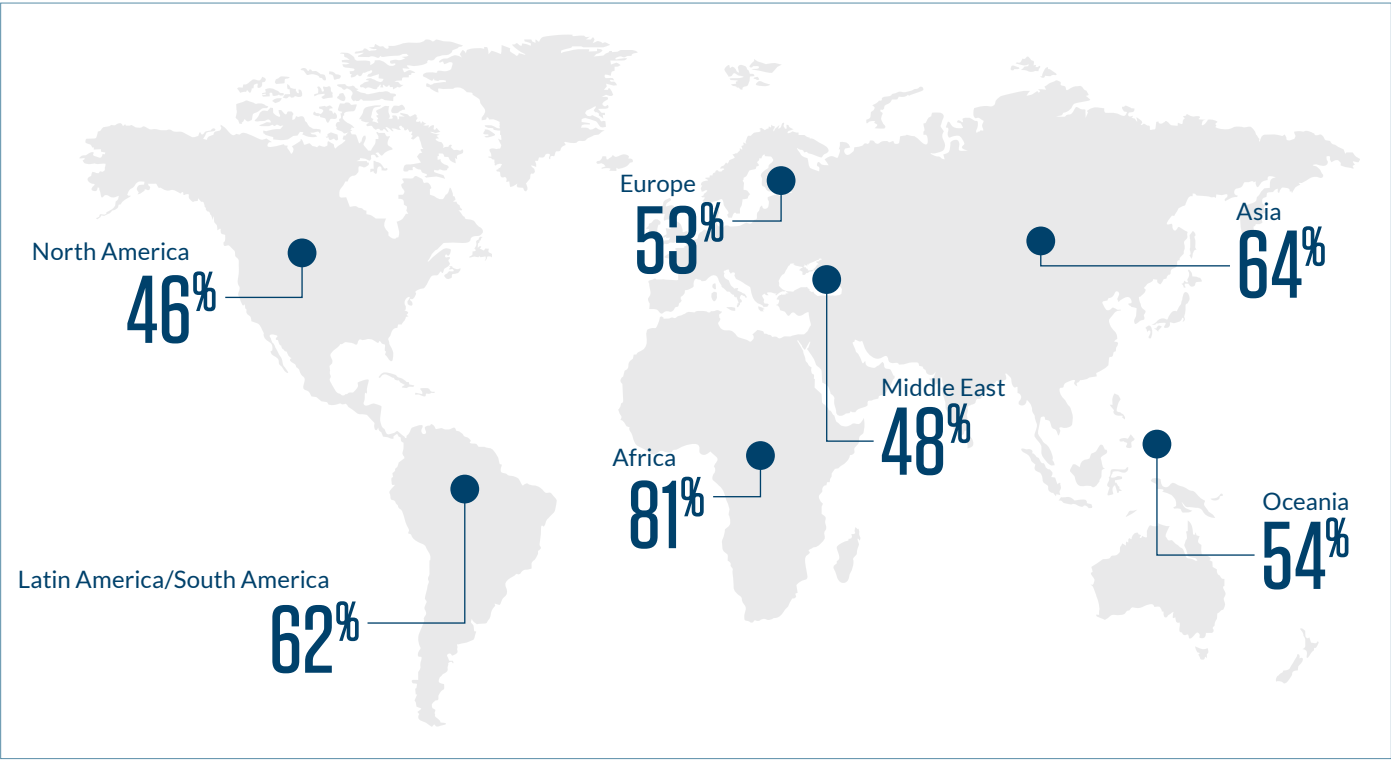 Europe
53%
Asia
64%
North America
46%
Middle East
48%
Africa
81%
Oceania
54%
Latin America/South America
62%